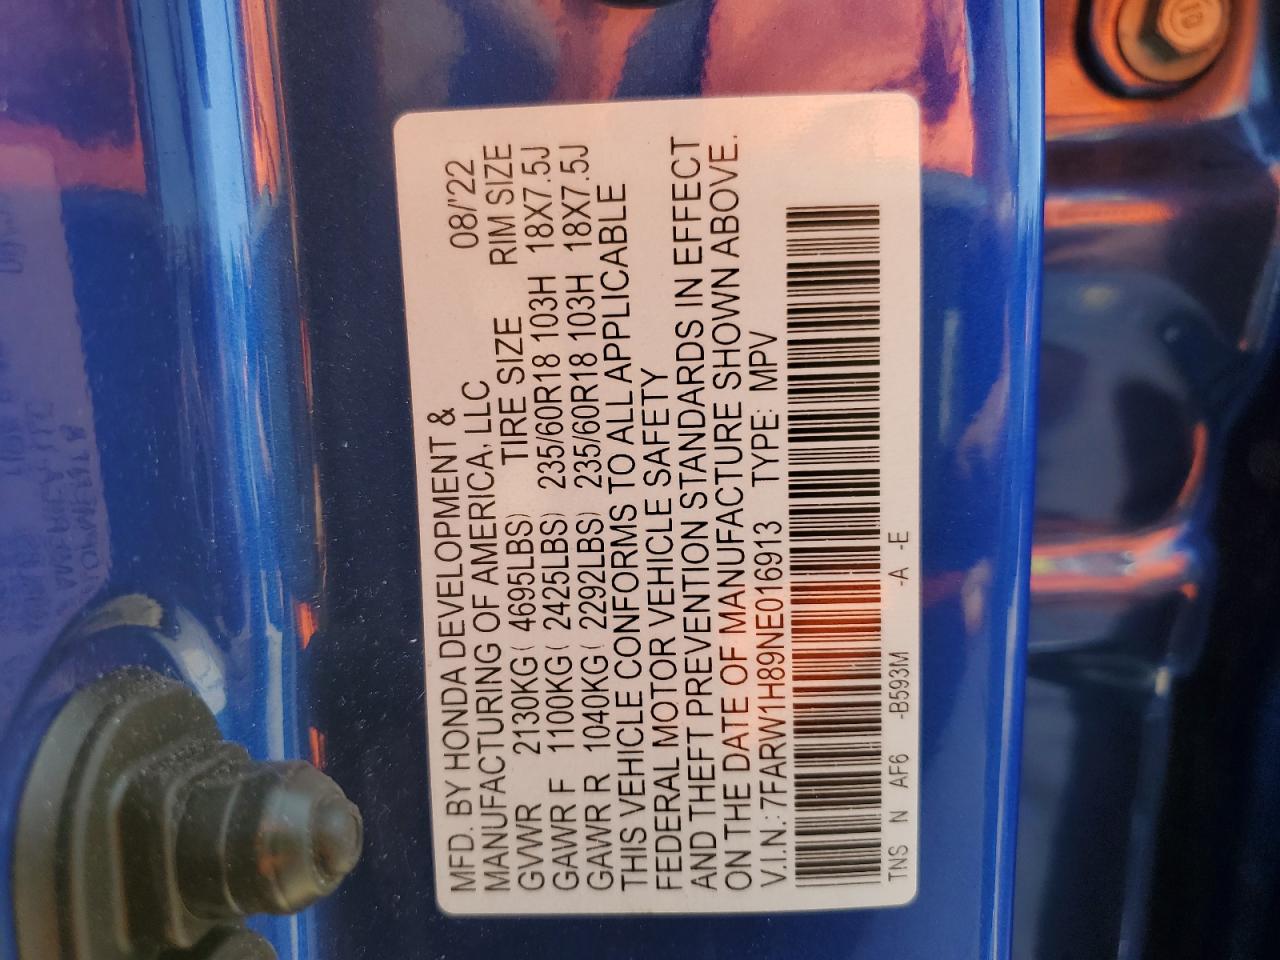 MFD. BY HONDA DEVELOPMENT &
MANUFACTURING OF AMERICA, LLC 08/'22
GVWR 2130KG( 4695LBS) TIRE SIZE RIM SIZE
GAWR F 1100KG( 2425LBS) 235/60R18 103H 18X7.5J
GAWR R 1040KG( 2292LBS) 235/60R18 103H 18X7.5J
THIS VEHICLE CONFORMS TO ALL APPLICABLE
FEDERAL MOTOR VEHICLE SAFETY
AND THEFT PREVENTION STANDARDS IN EFFECT
ON THE DATE OF MANUFACTURE SHOWN ABOVE.
V.I.N.: 7FARW1H89NE016913 TYPE: MPV
TNS N AF6 -B593M -A -E
10